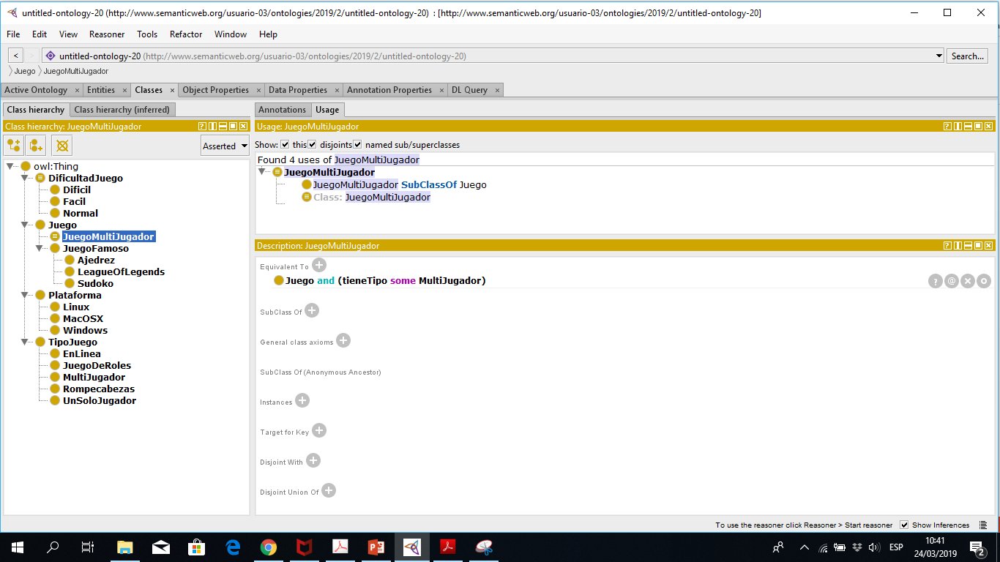 untitled-ontology-20 (http://www.semanticweb.org/usuario-03/ontologies/2019/2/untitled-ontology-20) : [http://www.semanticweb.org/usuario-03/ontologies/2019/2/untitled-ontology-20]
File Edit View Reasoner Tools Refactor Window Help
< > untitled-ontology-20 (http://www.semanticweb.org/usuario-03/ontologies/2019/2/untitled-ontology-20) Search...
Juego JuegoMultiJugador
Active Ontology × Entities × Classes × Object Properties × Data Properties × Annotation Properties × DL Query ×
Class hierarchy Class hierarchy (inferred)
Class hierarchy: JuegoMultiJugador
Asserted
owl:Thing
DificultadJuego
Dificil
Facil
Normal
Juego
JuegoMultiJugador
JuegoFamoso
Ajedrez
LeagueOfLegends
Sudoko
Plataforma
Linux
MacOSX
Windows
TipoJuego
EnLinea
JuegoDeRoles
MultiJugador
Rompecabezas
UnSoloJugador
Annotations Usage
Usage: JuegoMultiJugador
Show: this disjoints named sub/superclasses
Found 4 uses of JuegoMultiJugador
JuegoMultiJugador
JuegoMultiJugador SubClassOf Juego
Class: JuegoMultiJugador
Description: JuegoMultiJugador
Equivalent To
Juego and (tieneTipo some MultiJugador)
SubClass Of
General class axioms
SubClass Of (Anonymous Ancestor)
Instances
Target for Key
Disjoint With
Disjoint Union Of
To use the reasoner click Reasoner > Start reasoner Show Inferences
ESP
10:41
24/03/2019
2